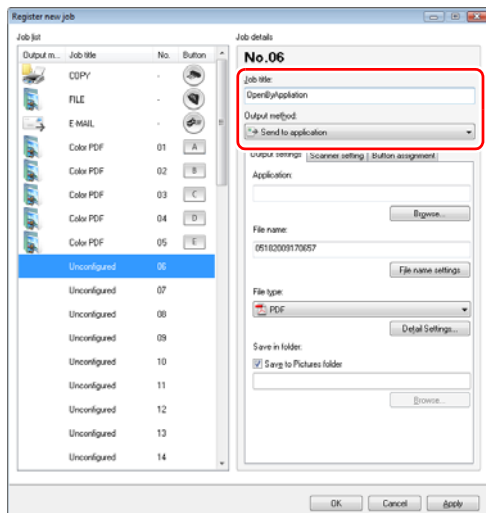 Register new job
Job list
Output m... Job title No. Button
COPY -
FILE -
E-MAIL -
Color PDF 01 A
Color PDF 02 B
Color PDF 03 C
Color PDF 04 D
Color PDF 05 E
Unconfigured 06
Unconfigured 07
Unconfigured 08
Unconfigured 09
Unconfigured 10
Unconfigured 11
Unconfigured 12
Unconfigured 13
Unconfigured 14
Job details
No.06
Job title:
OpenByAppliation
Output method:
Send to application
Output settings Scanner setting Button assignment
Application:
Browse...
File name:
05182009170657
File name settings
File type:
PDF
Detail Settings...
Save in folder:
Save to Pictures folder
Browse...
OK Cancel Apply